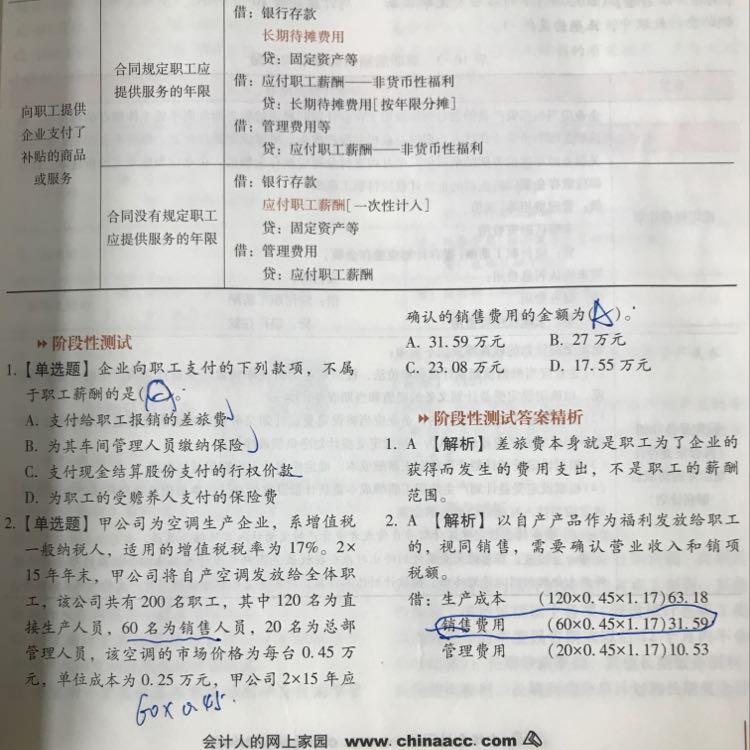 向职工提供
企业支付了
补贴的商品
或服务
合同规定职工应
提供服务的年限
借：银行存款
长期待摊费用
贷：固定资产等
借：应付职工薪酬——非货币性福利
贷：长期待摊费用[按年限分摊]
借：管理费用等
贷：应付职工薪酬——非货币性福利
合同没有规定职工
应提供服务的年限
借：银行存款
应付职工薪酬[一次性计入]
贷：固定资产等
借：管理费用
贷：应付职工薪酬
阶段性测试
1.【单选题】企业向职工支付的下列款项，不属
于职工薪酬的是(C)。
A. 支付给职工报销的差旅费
B. 为其车间管理人员缴纳保险
C. 支付现金结算股份支付的行权价款
D. 为职工的受赡养人支付的保险费
2.【单选题】甲公司为空调生产企业，系增值税
一般纳税人，适用的增值税税率为17%。2×
15年年末，甲公司将自产空调发放给全体职
工，该公司共有200名职工，其中120名为直
接生产人员，60名为销售人员，20名为总部
管理人员，该空调的市场价格为每台0.45万
元，单位成本为0.25万元，甲公司2×15年应
60×0.45
确认的销售费用的金额为(A)。
A. 31.59万元 B. 27万元
C. 23.08万元 D. 17.55万元
阶段性测试答案精析
1. A 【解析】差旅费本身就是职工为了企业的
获得而发生的费用支出，不是职工的薪酬
范围。
2. A 【解析】以自产产品作为福利发放给职工
的，视同销售，需要确认营业收入和销项
税额。
借：生产成本 (120×0.45×1.17)63.18
销售费用 (60×0.45×1.17)31.59
管理费用 (20×0.45×1.17)10.53
会计人的网上家园 www.chinaacc.com